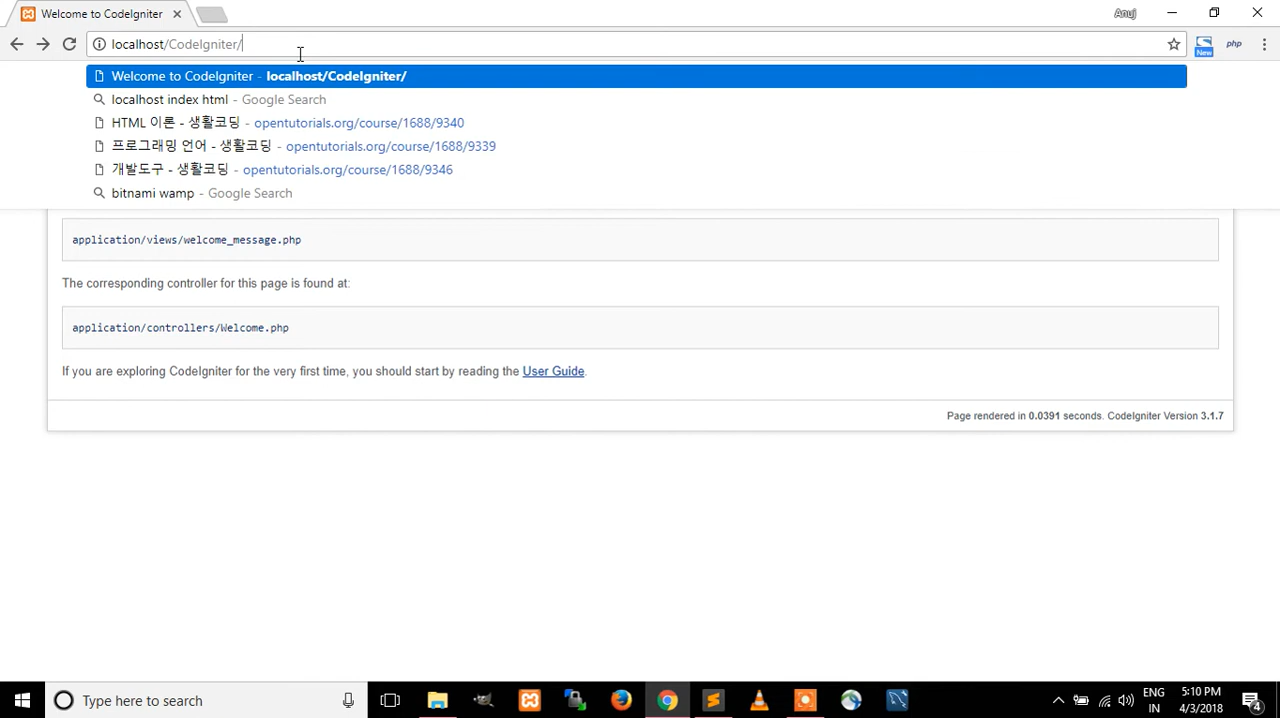 Welcome to CodeIgniter
Anuj
localhost/CodeIgniter/
New
php
Welcome to CodeIgniter - localhost/CodeIgniter/
localhost index html - Google Search
HTML 이론 - 생활코딩 - opentutorials.org/course/1688/9340
프로그래밍 언어 - 생활코딩 - opentutorials.org/course/1688/9339
개발도구 - 생활코딩 - opentutorials.org/course/1688/9346
bitnami wamp - Google Search
application/views/welcome_message.php
The corresponding controller for this page is found at:
application/controllers/Welcome.php
If you are exploring CodeIgniter for the very first time, you should start by reading the User Guide.
Page rendered in 0.0391 seconds. CodeIgniter Version 3.1.7
Type here to search
ENG
IN
5:10 PM
4/3/2018
4